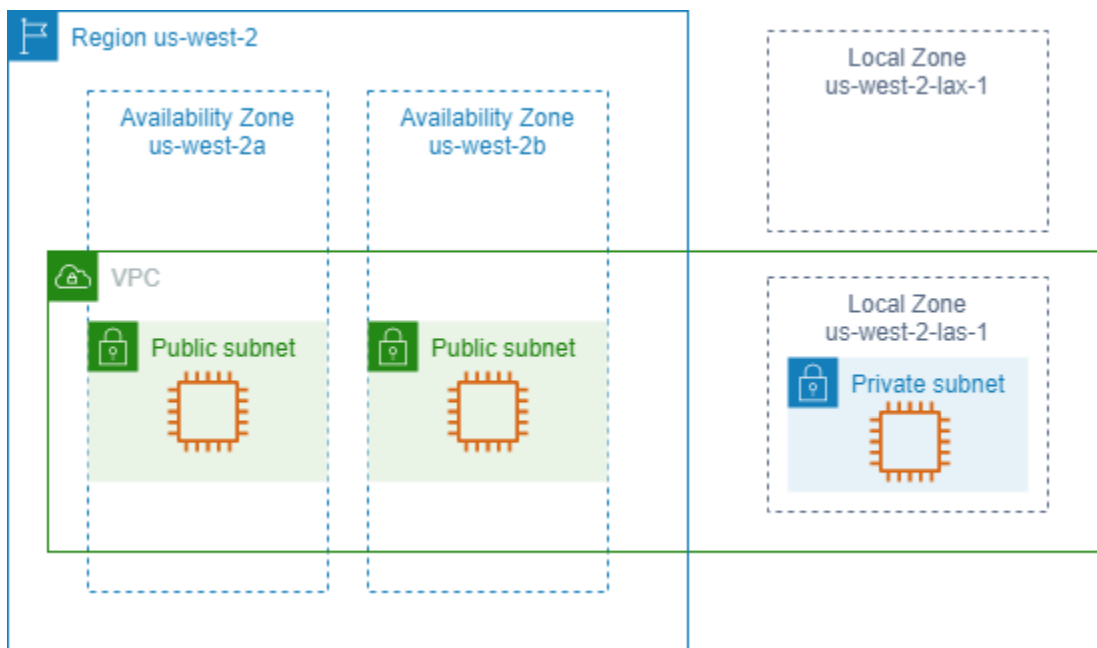 Region us-west-2
Availability Zone
us-west-2a
Availability Zone
us-west-2b
Local Zone
us-west-2-lax-1
VPC
Public subnet
Public subnet
Local Zone
us-west-2-las-1
Private subnet